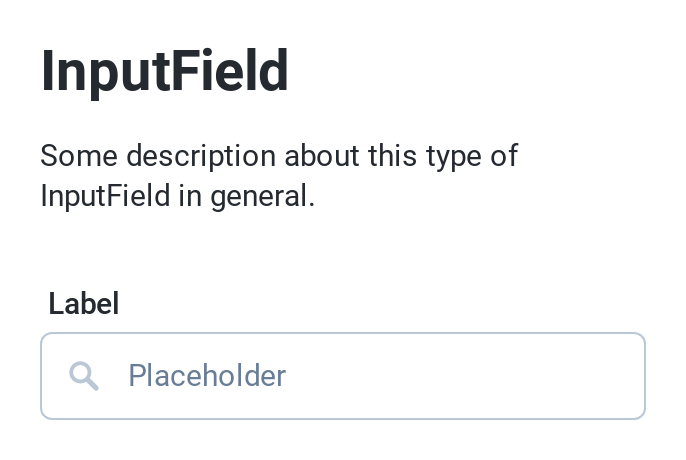 InputField
Some description about this type of
InputField in general.
Label
Placeholder